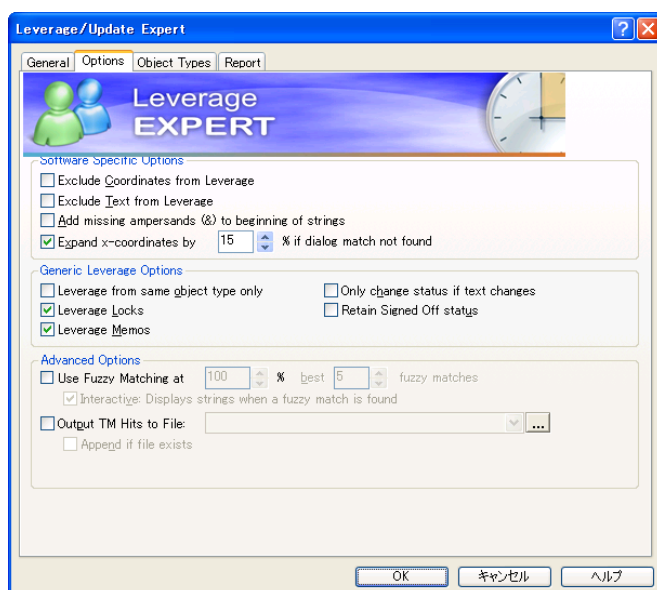 Leverage/Update Expert
General Options Object Types Report
Leverage
EXPERT
Software Specific Options
Exclude Coordinates from Leverage
Exclude Text from Leverage
Add missing ampersands (&) to beginning of strings
Expand x-coordinates by 15 % if dialog match not found
Generic Leverage Options
Leverage from same object type only Only change status if text changes
Leverage Locks Retain Signed Off status
Leverage Memos
Advanced Options
Use Fuzzy Matching at 100 % best 5 fuzzy matches
Interactive: Displays strings when a fuzzy match is found
Output TM Hits to File: ...
Append if file exists
OK キャンセル ヘルプ